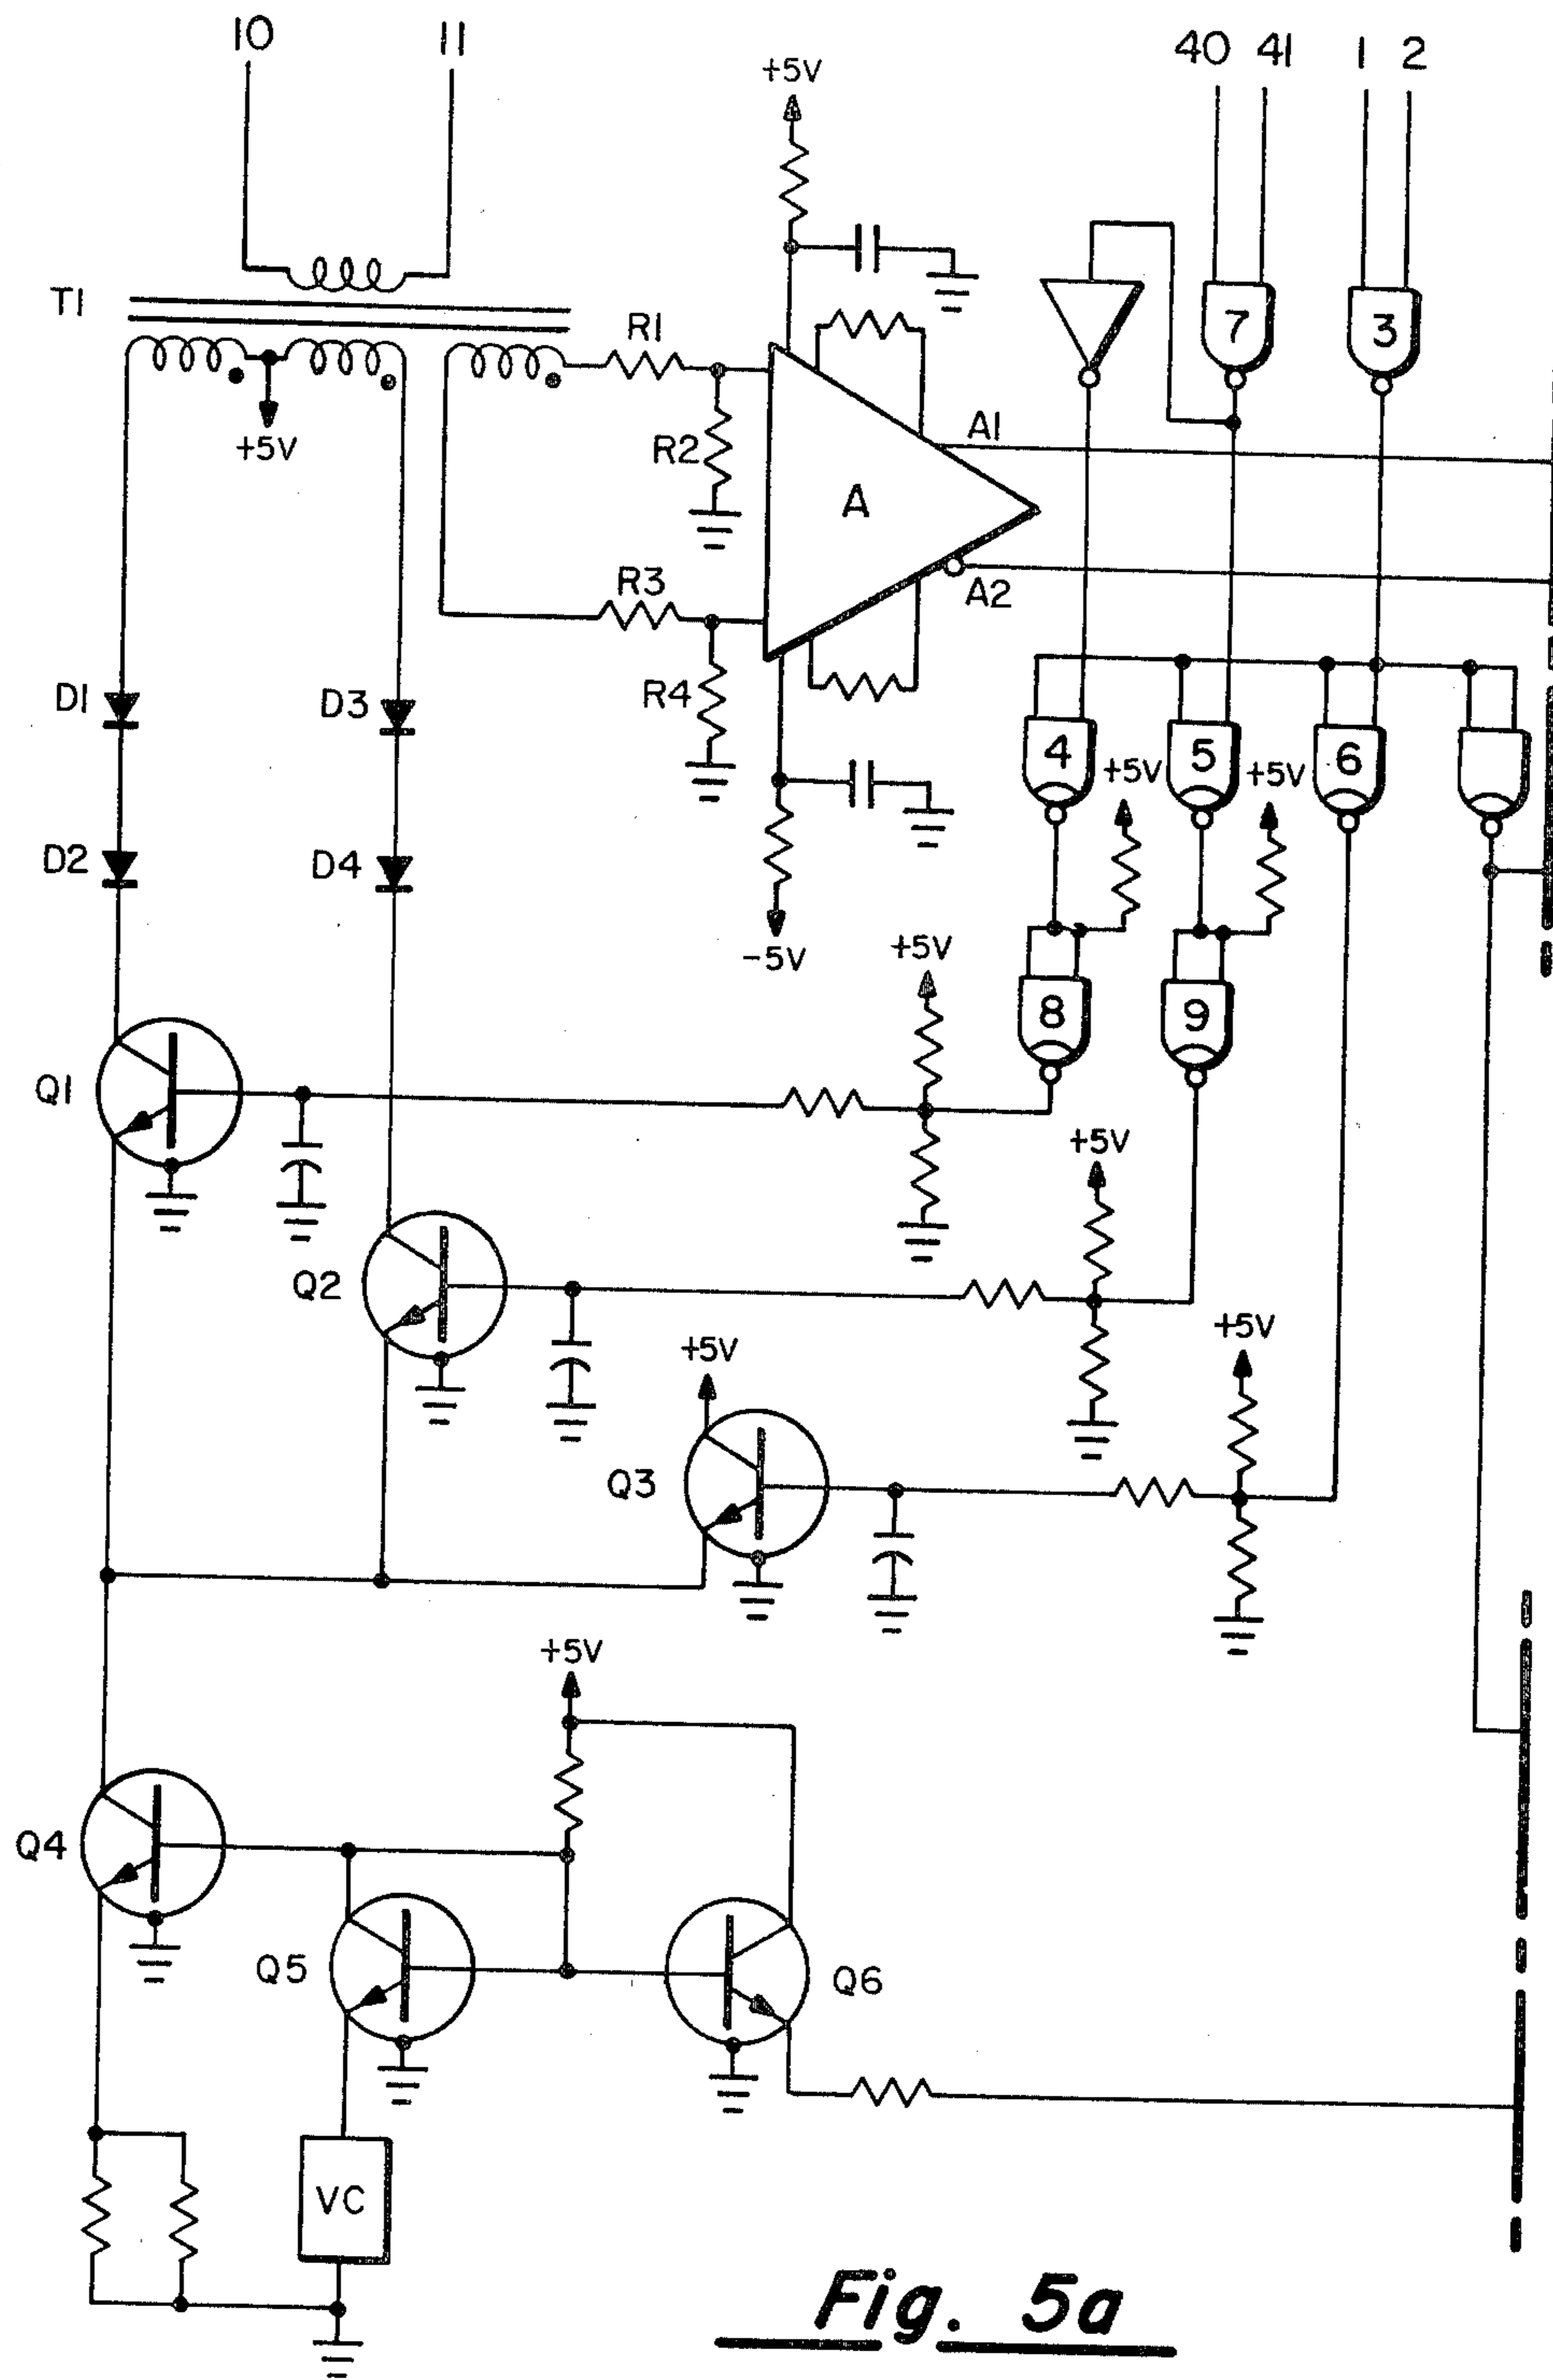 10 11 40 41 1 2
+5V
T1
R1
7 3
+5V
R2
A1
A
R3
A2
D1 D3 R4
4 5 6
+5V +5V
D2 D4
+5V
-5V
8 9
Q1
+5V
Q2
+5V
+5V
Q3
+5V
Q4
Q5 Q6
VC
Fig. 5a